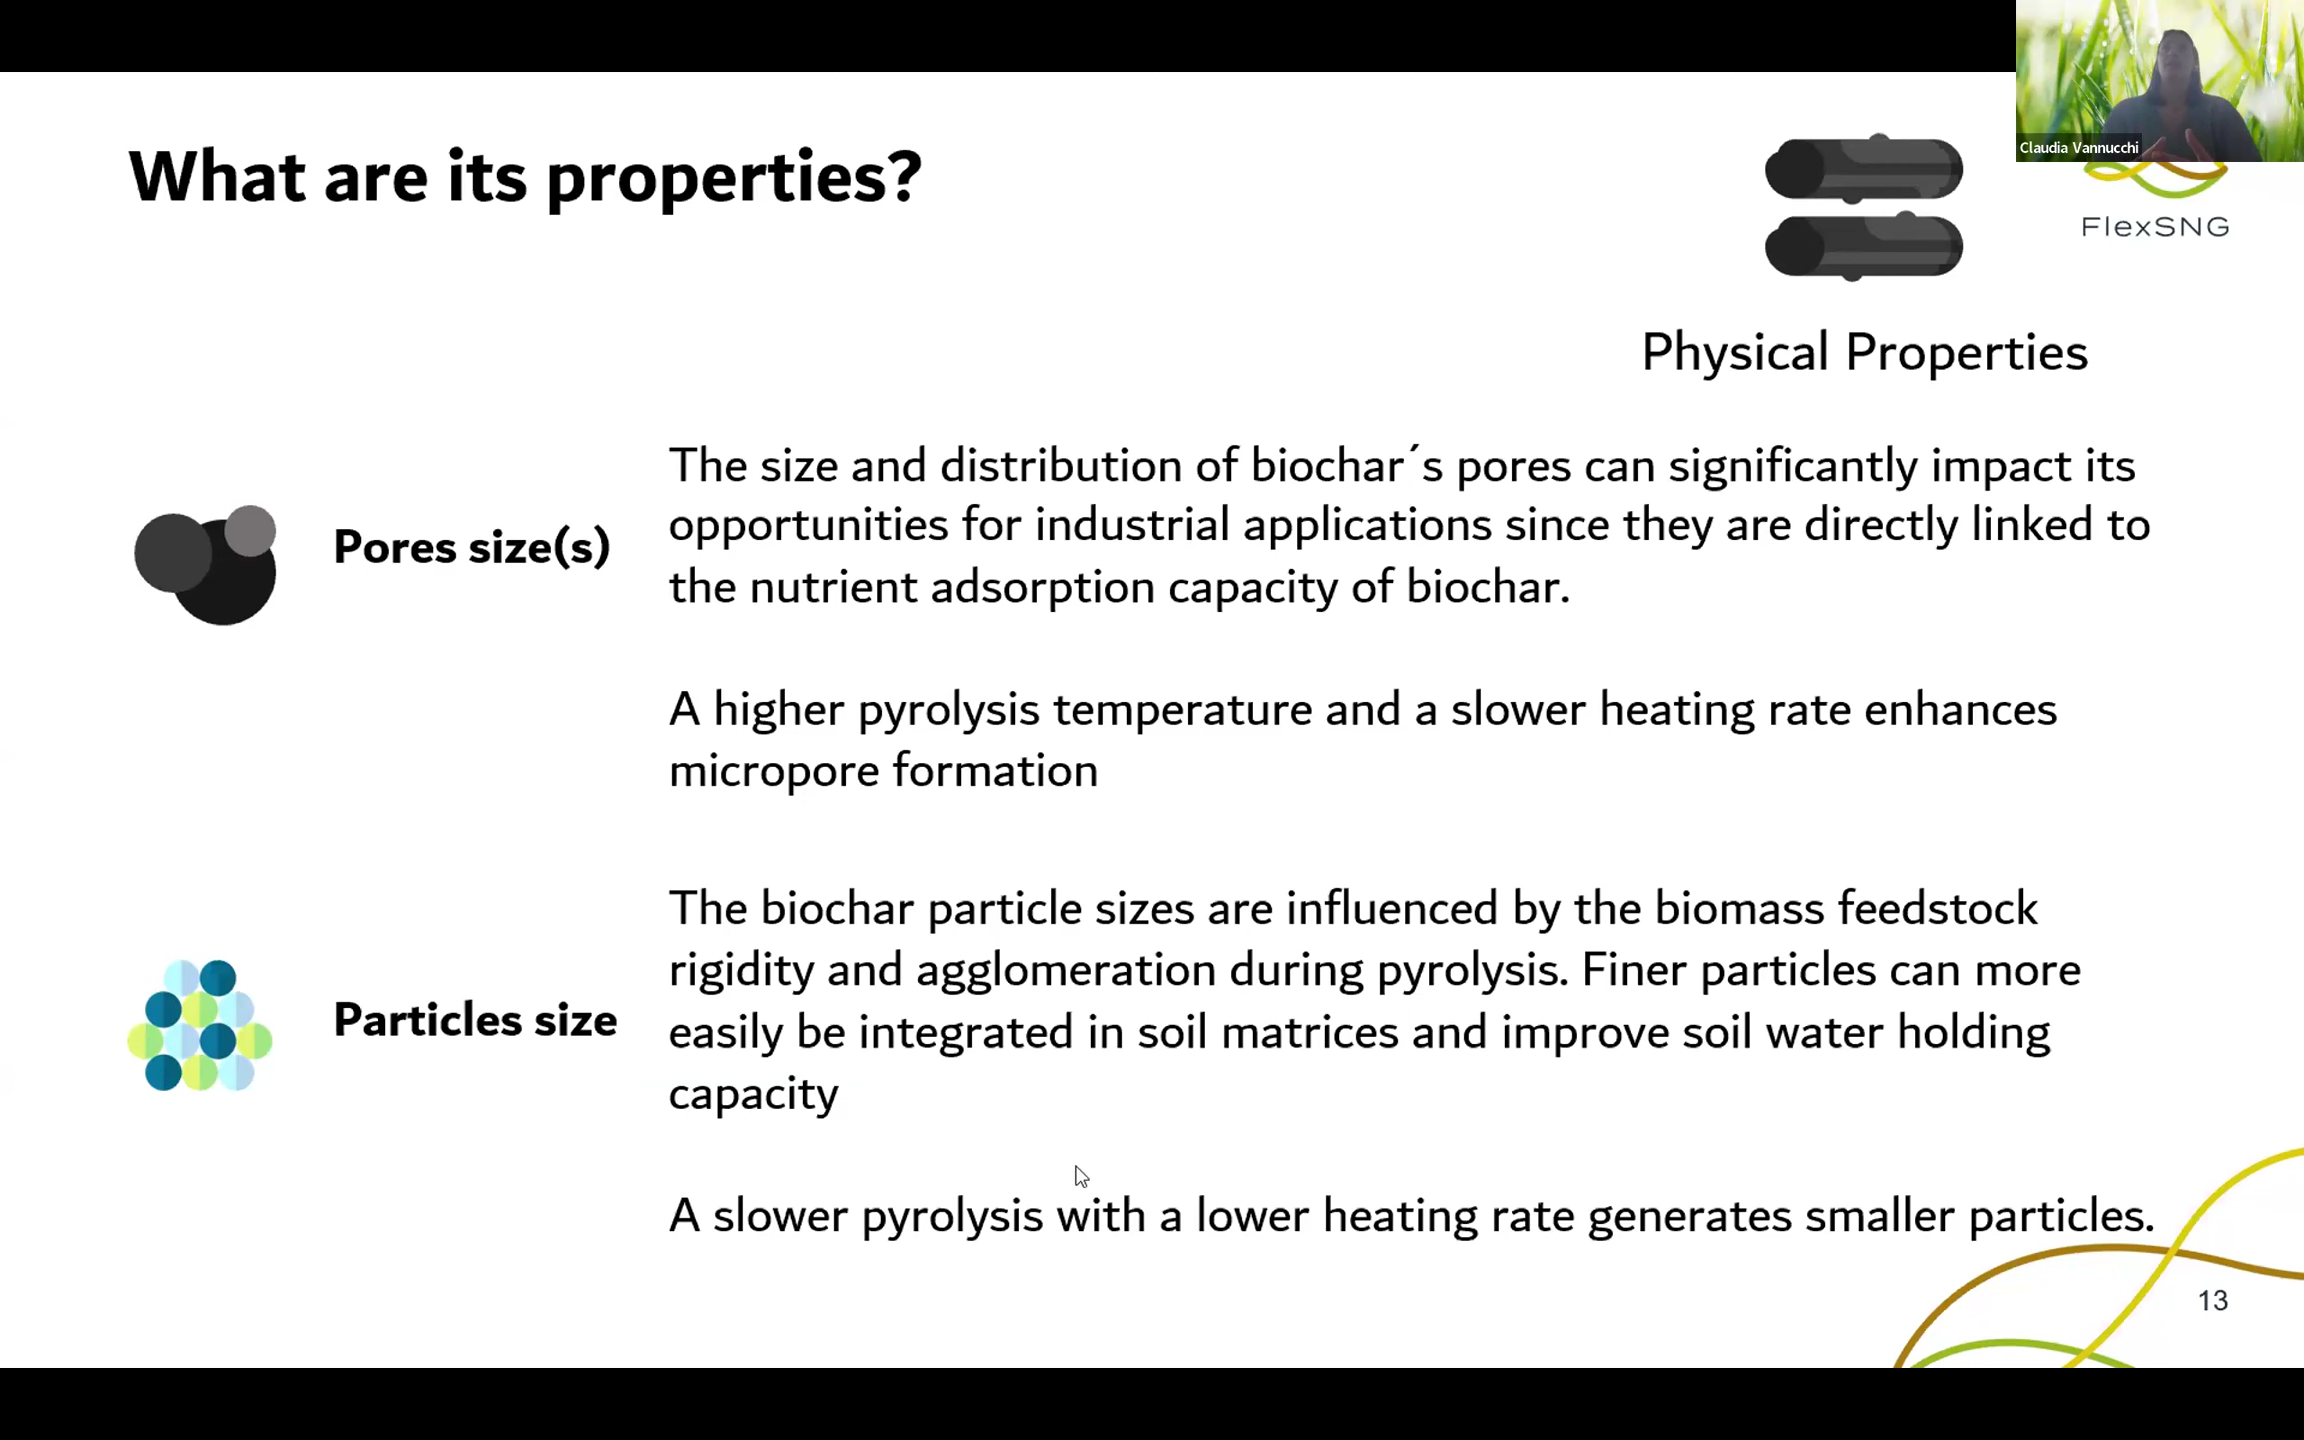 Claudia Vannucchi
What are its properties?
FlexSNG
Physical Properties
The size and distribution of biochar´s pores can significantly impact its
opportunities for industrial applications since they are directly linked to
the nutrient adsorption capacity of biochar.
Pores size(s)
A higher pyrolysis temperature and a slower heating rate enhances
micropore formation
The biochar particle sizes are influenced by the biomass feedstock
rigidity and agglomeration during pyrolysis. Finer particles can more
easily be integrated in soil matrices and improve soil water holding
capacity
Particles size
A slower pyrolysis with a lower heating rate generates smaller particles.
13